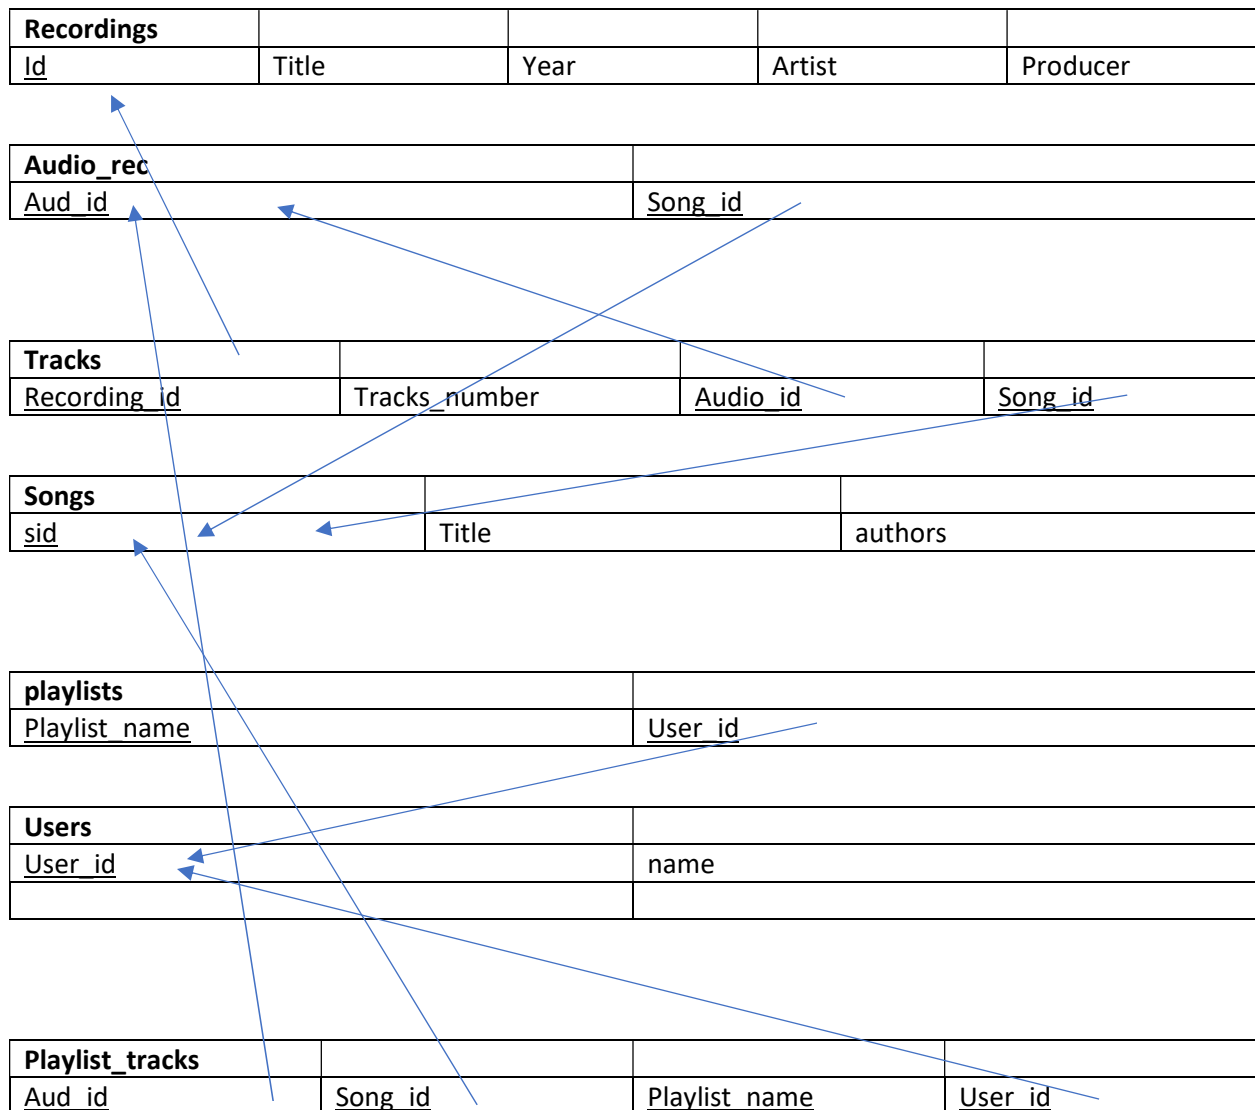 Recordings
Id Title Year Artist Producer
Audio_rec
Aud_id Song_id
Tracks
Recording_id Tracks_number Audio_id Song_id
Songs
sid Title authors
playlists
Playlist_name User_id
Users
User_id name
Playlist_tracks
Aud_id Song_id Playlist_name User_id